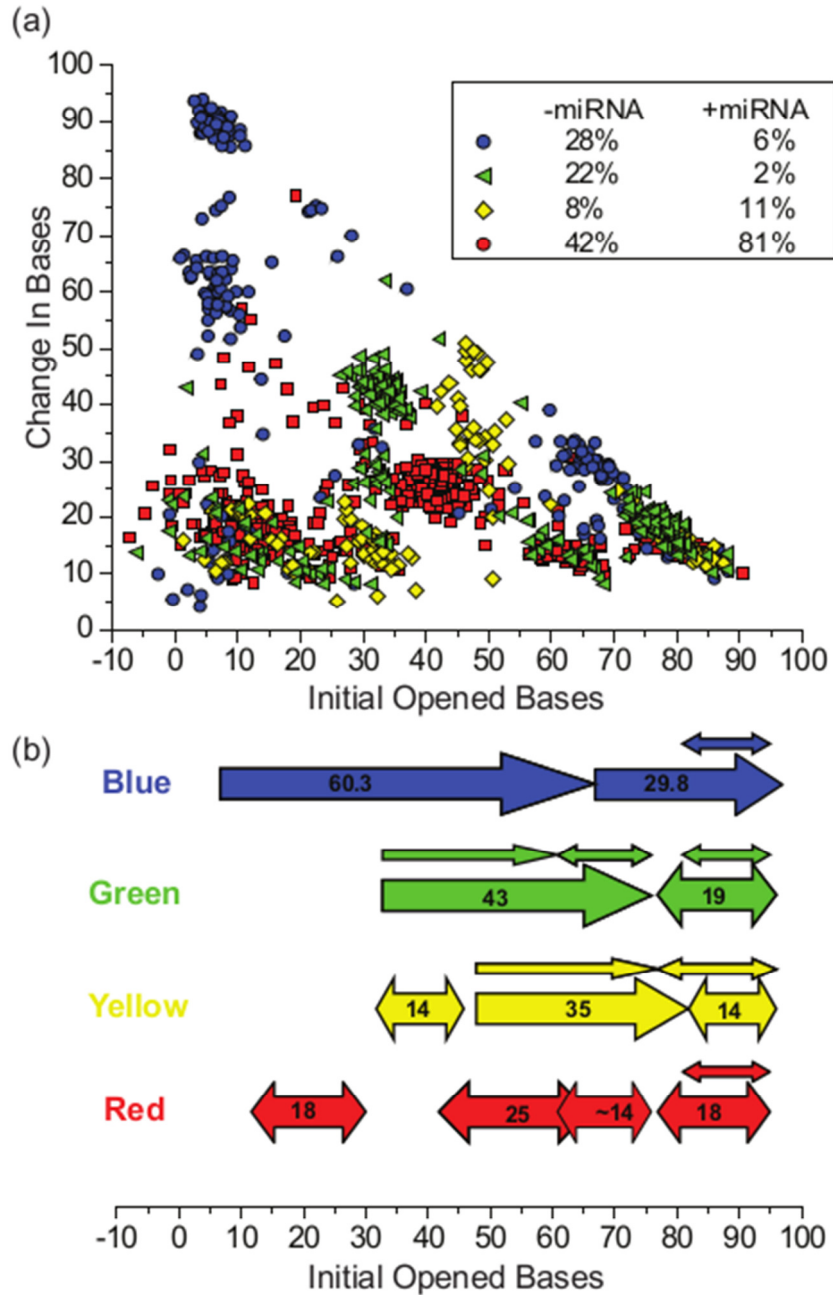 (a)
100
90
80
70
60
50
40
30
20
10
0
Change In Bases
-miRNA +miRNA
28% 6%
22% 2%
8% 11%
42% 81%
-10 0 10 20 30 40 50 60 70 80 90 100
Initial Opened Bases
(b)
Blue 60.3 29.8
Green 43 19
Yellow 14 35 14
Red 18 25 ~14 18
-10 0 10 20 30 40 50 60 70 80 90 100
Initial Opened Bases